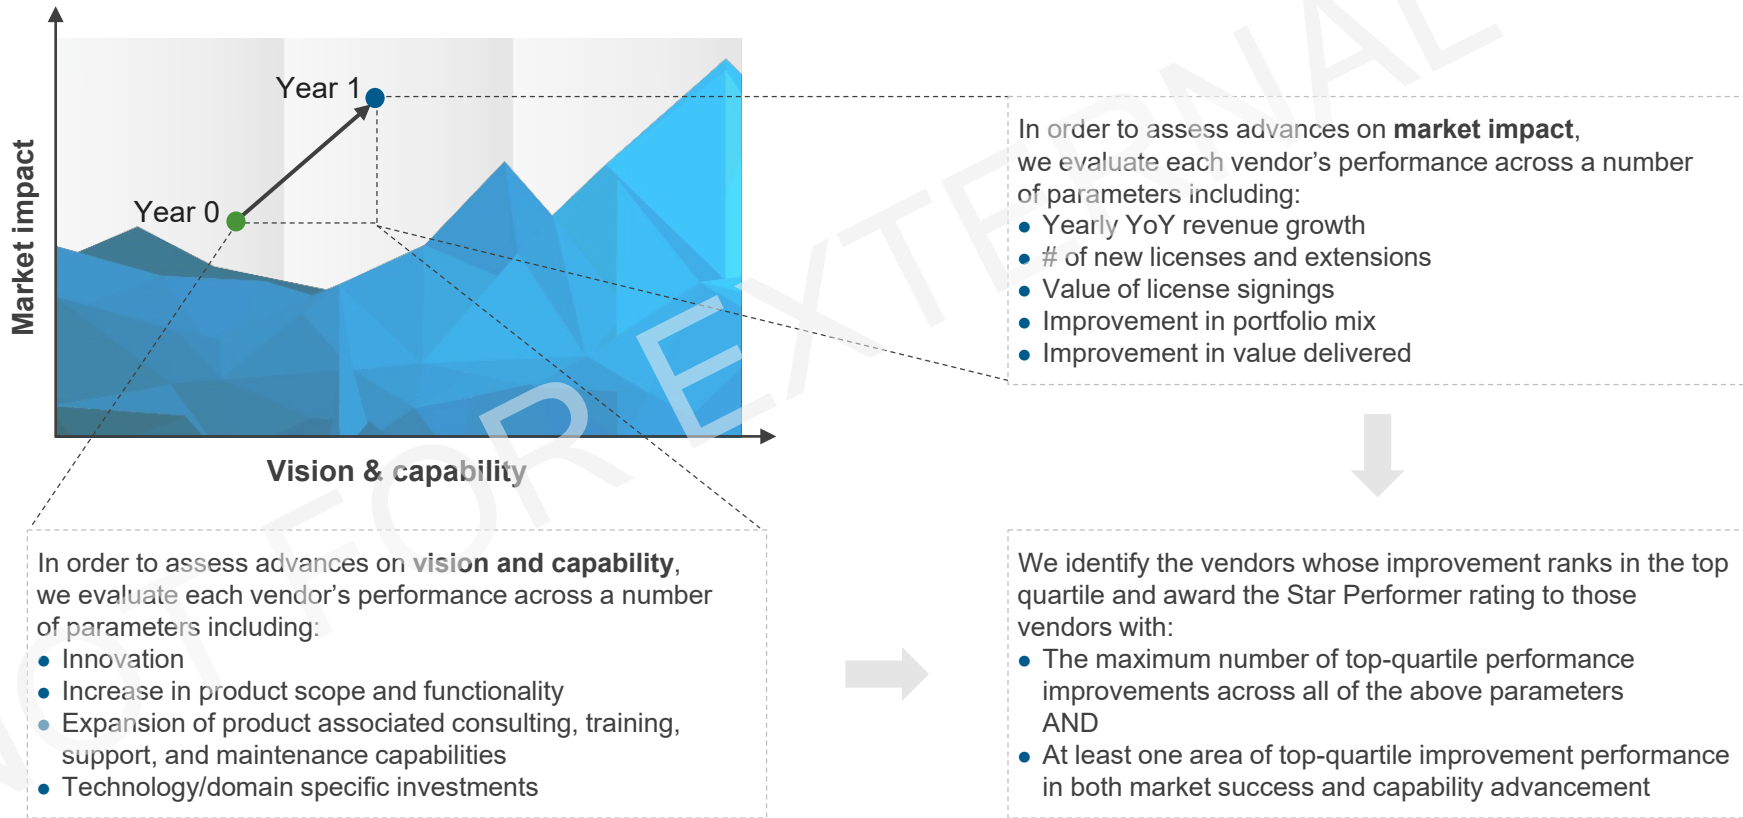 Year 1
Year 0
Market impact
Vision & capability
In order to assess advances on market impact,
we evaluate each vendor's performance across a number
of parameters including:
● Yearly YoY revenue growth
● # of new licenses and extensions
● Value of license signings
● Improvement in portfolio mix
● Improvement in value delivered
In order to assess advances on vision and capability,
we evaluate each vendor's performance across a number
of parameters including:
● Innovation
● Increase in product scope and functionality
● Expansion of product associated consulting, training,
support, and maintenance capabilities
● Technology/domain specific investments
We identify the vendors whose improvement ranks in the top
quartile and award the Star Performer rating to those
vendors with:
● The maximum number of top-quartile performance
improvements across all of the above parameters
AND
● At least one area of top-quartile improvement performance
in both market success and capability advancement
NOT FOR EXTERNAL